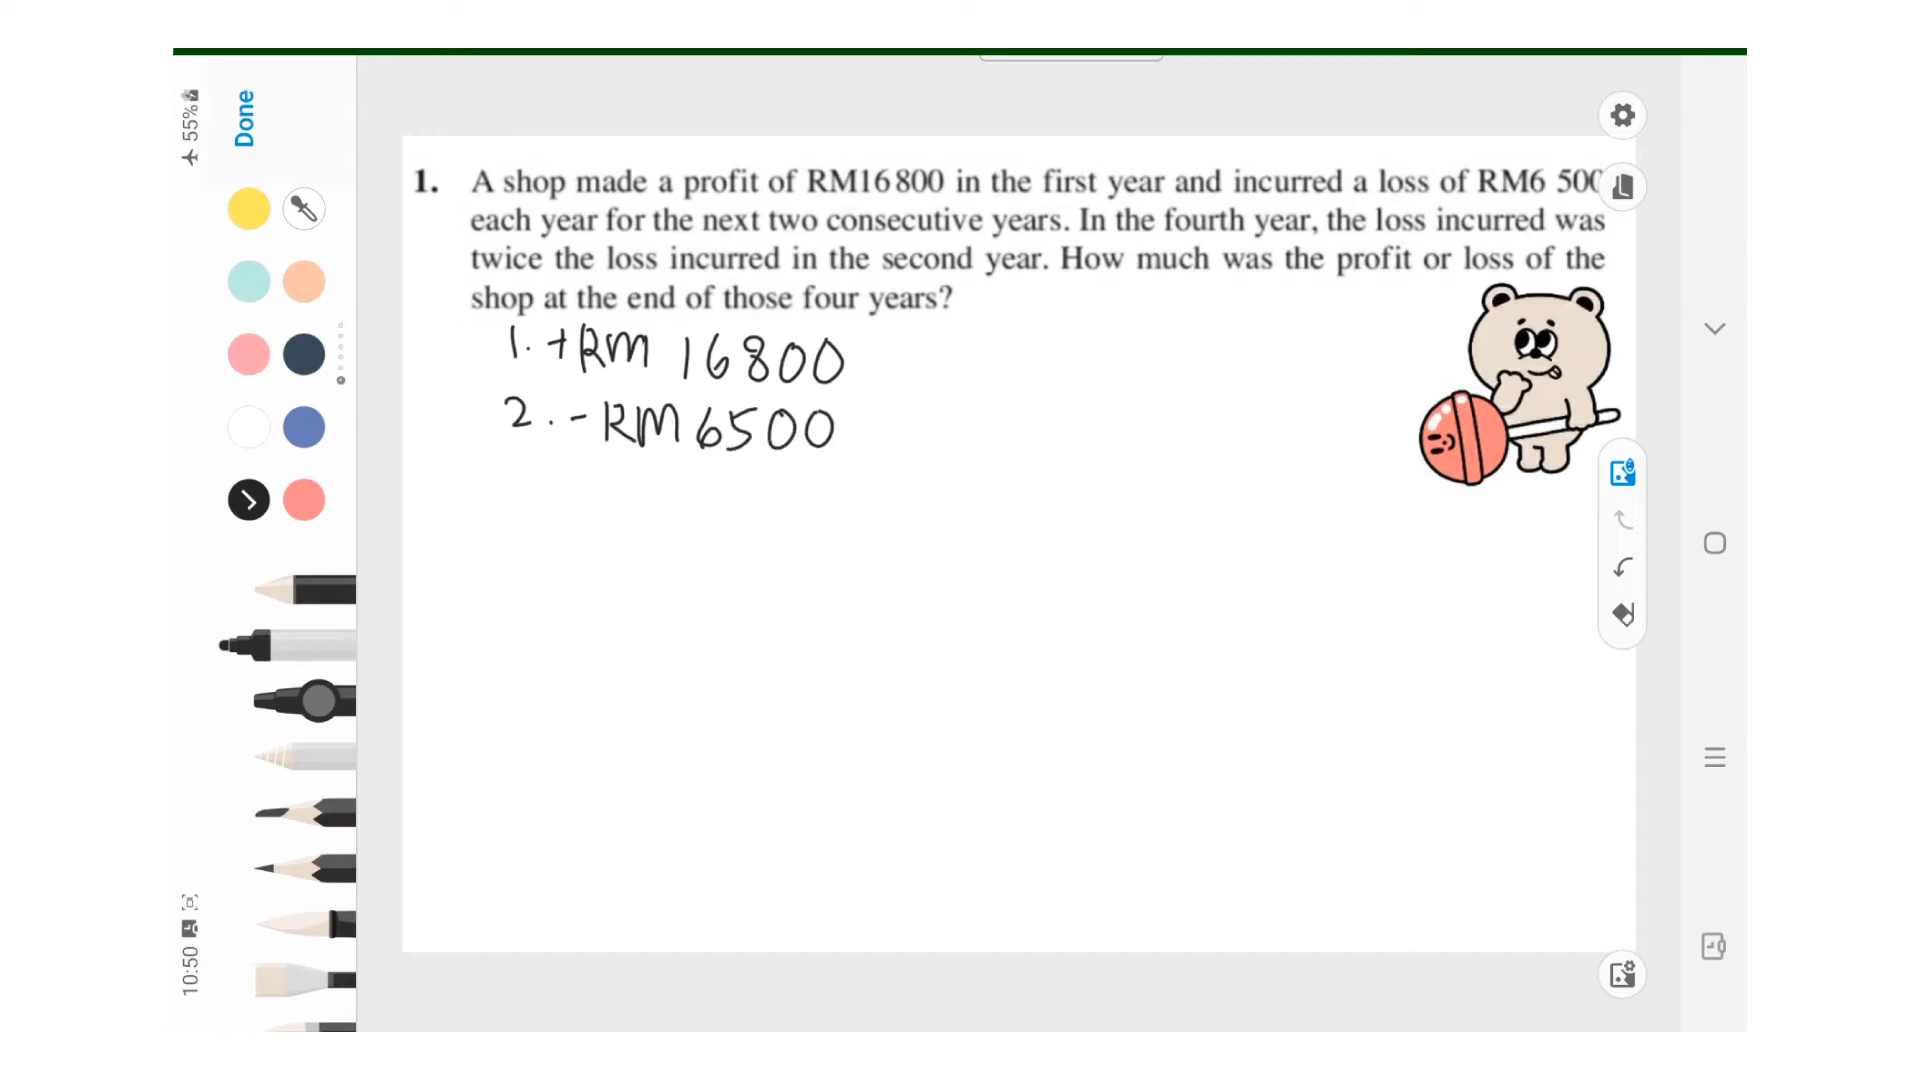 55%
Done
1. A shop made a profit of RM16 800 in the first year and incurred a loss of RM6 500
each year for the next two consecutive years. In the fourth year, the loss incurred was
twice the loss incurred in the second year. How much was the profit or loss of the
shop at the end of those four years?
1. +RM 16800
2. -RM 6500
10:50